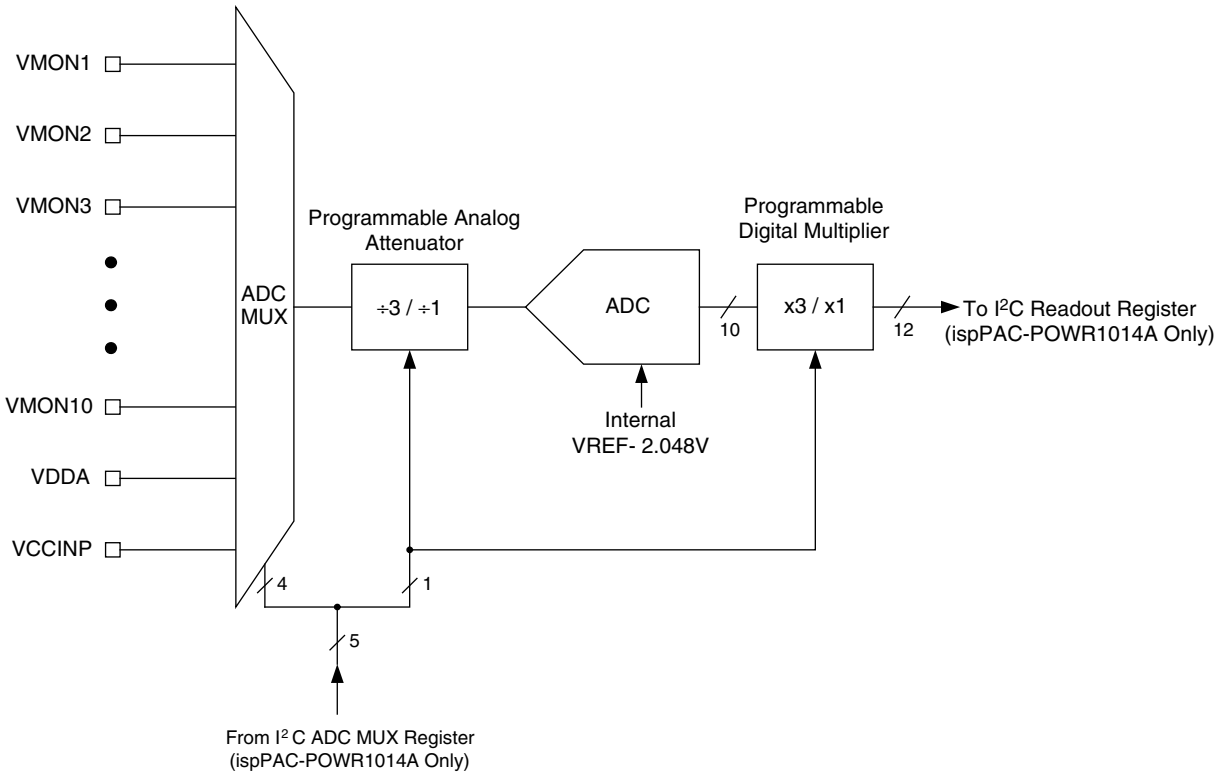 VMON1
VMON2
VMON3
VMON10
VDDA
VCCINP
ADC
MUX
Programmable Analog
Attenuator
÷3 / ÷1
ADC
Internal
VREF- 2.048V
10
Programmable
Digital Multiplier
x3 / x1
12
To I²C Readout Register
(ispPAC-POWR1014A Only)
4
1
5
From I² C ADC MUX Register
(ispPAC-POWR1014A Only)